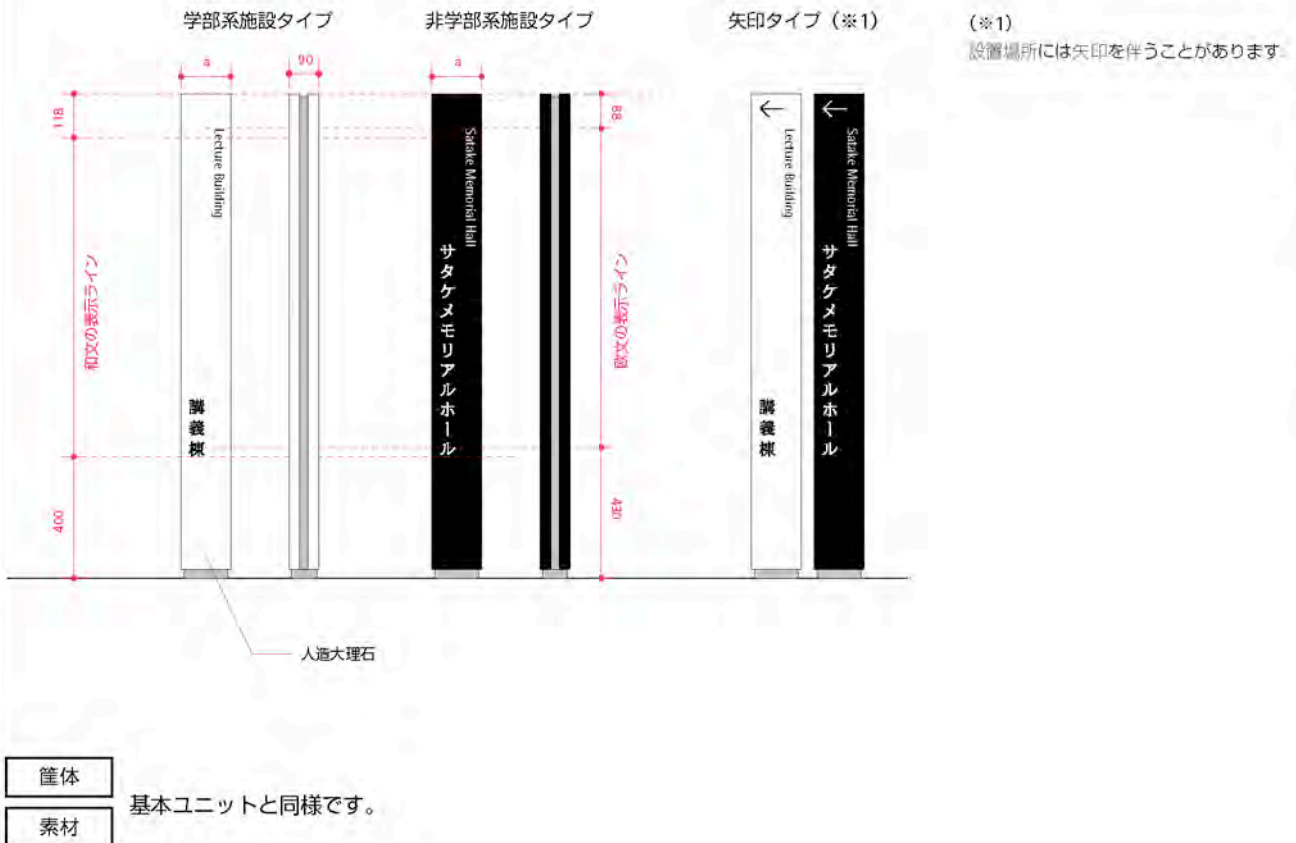 学部系施設タイプ
非学部系施設タイプ
矢印タイプ（※1）
（※1）
設置場所には矢印を伴うことがあります
a
90
a
118
和文の表示ライン
400
Lecture Building
講義棟
Satake Memorial Hall
サタケメモリアルホール
88
欧文の表示ライン
430
←
Lecture Building
講義棟
←
Satake Memorial Hall
サタケメモリアルホール
人造大理石
筐体
素材
基本ユニットと同様です。